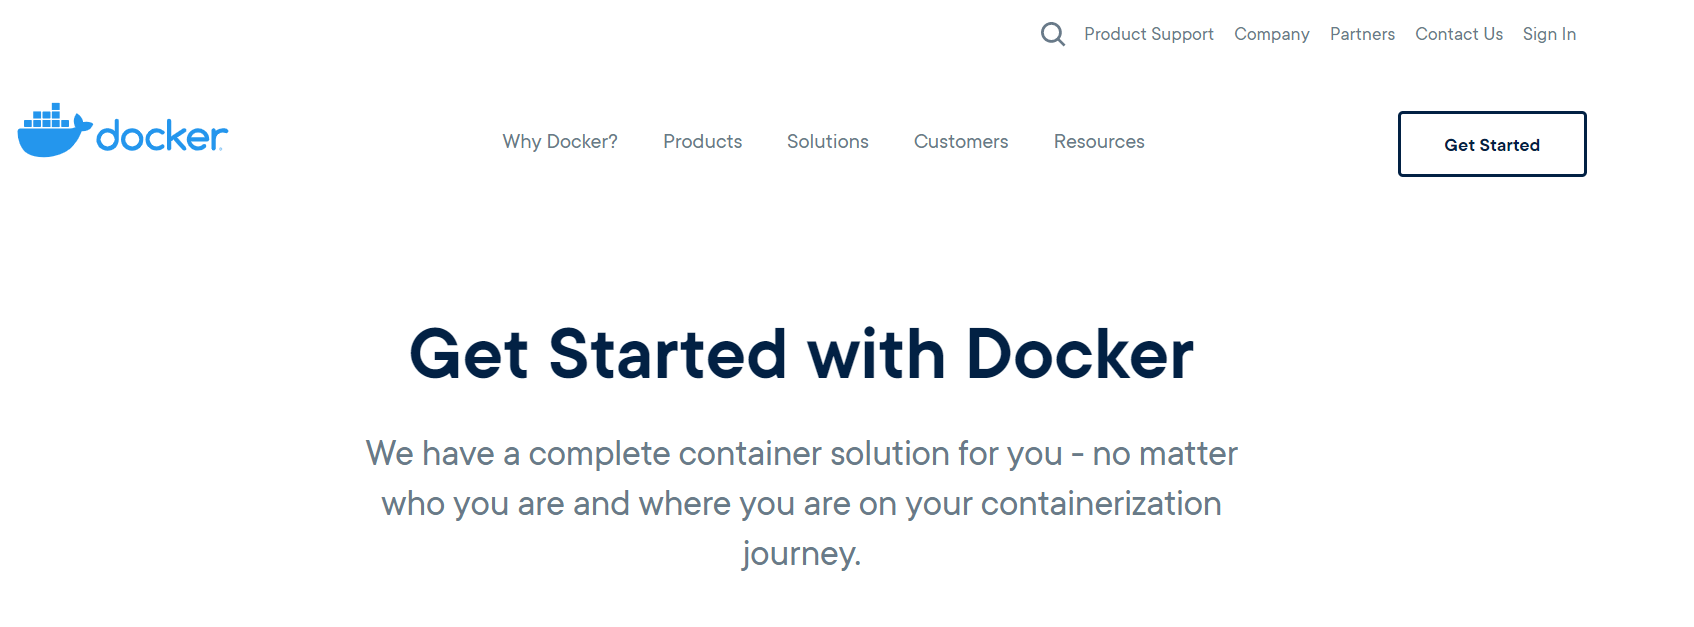 Product Support Company Partners Contact Us Sign In
docker
Why Docker? Products Solutions Customers Resources
Get Started
Get Started with Docker
We have a complete container solution for you - no matter
who you are and where you are on your containerization
journey.